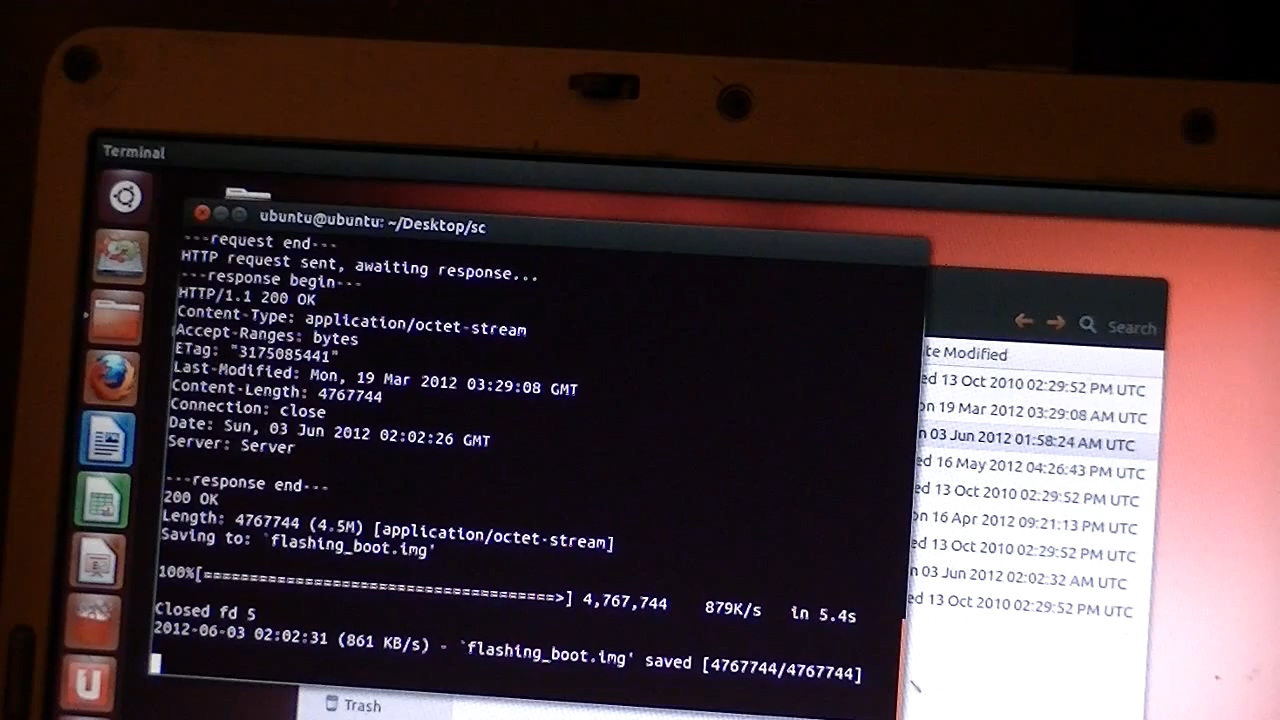 Terminal
ubuntu@ubuntu: ~/Desktop/sc
---request end---
HTTP request sent, awaiting response...
---response begin---
HTTP/1.1 200 OK
Content-Type: application/octet-stream
Accept-Ranges: bytes
ETag: "3175085441"
Last-Modified: Mon, 19 Mar 2012 03:29:08 GMT
Content-Length: 4767744
Connection: close
Date: Sun, 03 Jun 2012 02:02:26 GMT
Server: Server
---response end---
200 OK
Length: 4767744 (4.5M) [application/octet-stream]
Saving to: `flashing_boot.img'
100%[======================================>] 4,767,744 879K/s in 5.4s
Closed fd 5
2012-06-03 02:02:31 (861 KB/s) - `flashing_boot.img' saved [4767744/4767744]
Search
te Modified
ed 13 Oct 2010 02:29:52 PM UTC
on 19 Mar 2012 03:29:08 AM UTC
n 03 Jun 2012 01:58:24 AM UTC
ed 16 May 2012 04:26:43 PM UTC
ed 13 Oct 2010 02:29:52 PM UTC
on 16 Apr 2012 09:21:13 PM UTC
ed 13 Oct 2010 02:29:52 PM UTC
n 03 Jun 2012 02:02:32 AM UTC
ed 13 Oct 2010 02:29:52 PM UTC
Trash